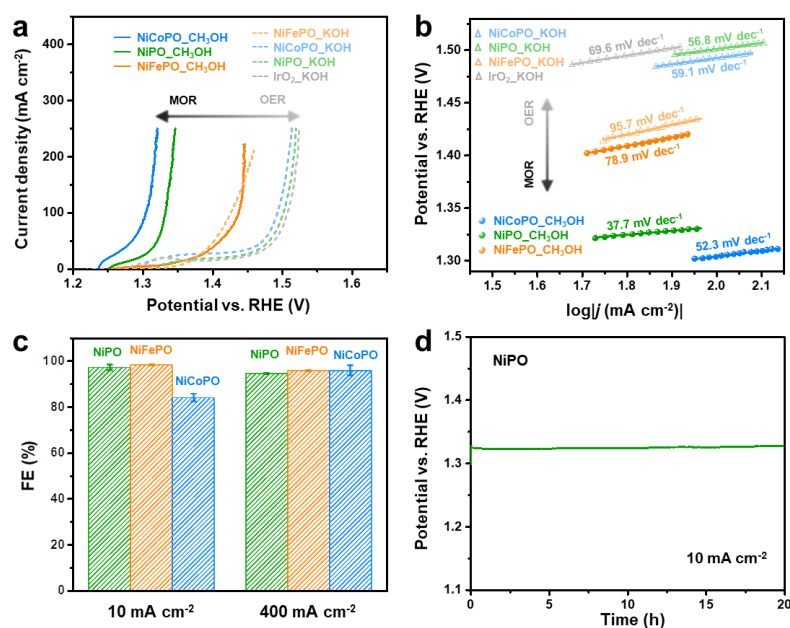 a
NiCoPO_CH₃OH
NiPO_CH₃OH
NiFePO_CH₃OH
NiFePO_KOH
NiCoPO_KOH
NiPO_KOH
IrO₂_KOH
MOR
OER
Current density (mA cm⁻²)
400
300
200
100
0
1.2
1.3
1.4
1.5
1.6
Potential vs. RHE (V)
b
NiCoPO_KOH
NiPO_KOH
NiFePO_KOH
IrO₂_KOH
69.6 mV dec⁻¹
56.8 mV dec⁻¹
59.1 mV dec⁻¹
OER
MOR
95.7 mV dec⁻¹
78.9 mV dec⁻¹
37.7 mV dec⁻¹
52.3 mV dec⁻¹
NiCoPO_CH₃OH
NiPO_CH₃OH
NiFePO_CH₃OH
Potential vs. RHE (V)
1.50
1.45
1.40
1.35
1.30
1.5
1.6
1.7
1.8
1.9
2.0
2.1
log|j (mA cm⁻²)|
c
NiPO
NiFePO
NiCoPO
NiPO
NiFePO
NiCoPO
FE (%)
100
80
60
40
20
0
10 mA cm⁻²
400 mA cm⁻²
d
NiPO
10 mA cm⁻²
Potential vs. RHE (V)
1.5
1.4
1.3
1.2
1.1
0
5
10
15
20
Time (h)